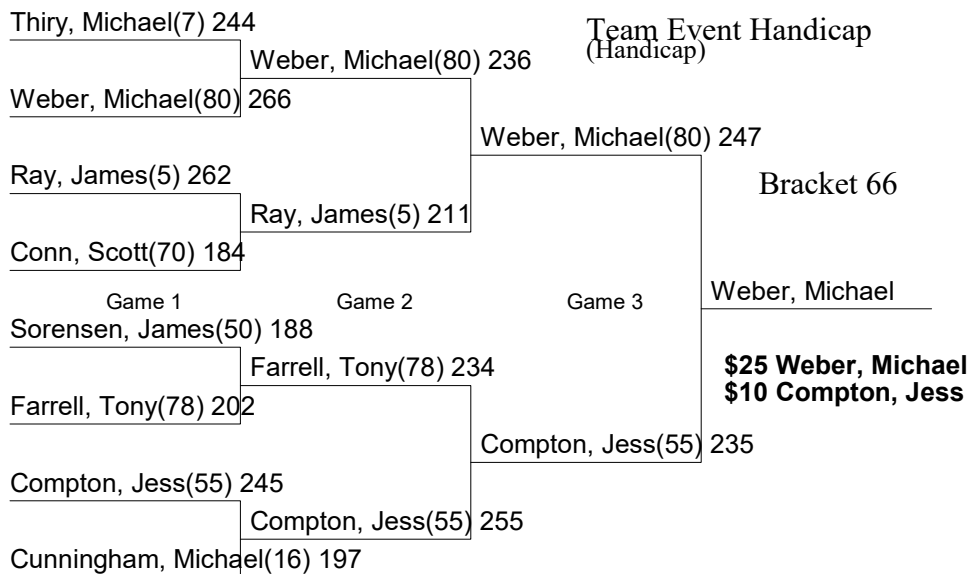 Thiry, Michael(7) 244
Team Event Handicap
(Handicap)
Weber, Michael(80) 236
Weber, Michael(80) 266
Weber, Michael(80) 247
Ray, James(5) 262
Bracket 66
Ray, James(5) 211
Conn, Scott(70) 184
Game 1 Game 2 Game 3
Weber, Michael
Sorensen, James(50) 188
Farrell, Tony(78) 234
$25 Weber, Michael
$10 Compton, Jess
Farrell, Tony(78) 202
Compton, Jess(55) 235
Compton, Jess(55) 245
Compton, Jess(55) 255
Cunningham, Michael(16) 197